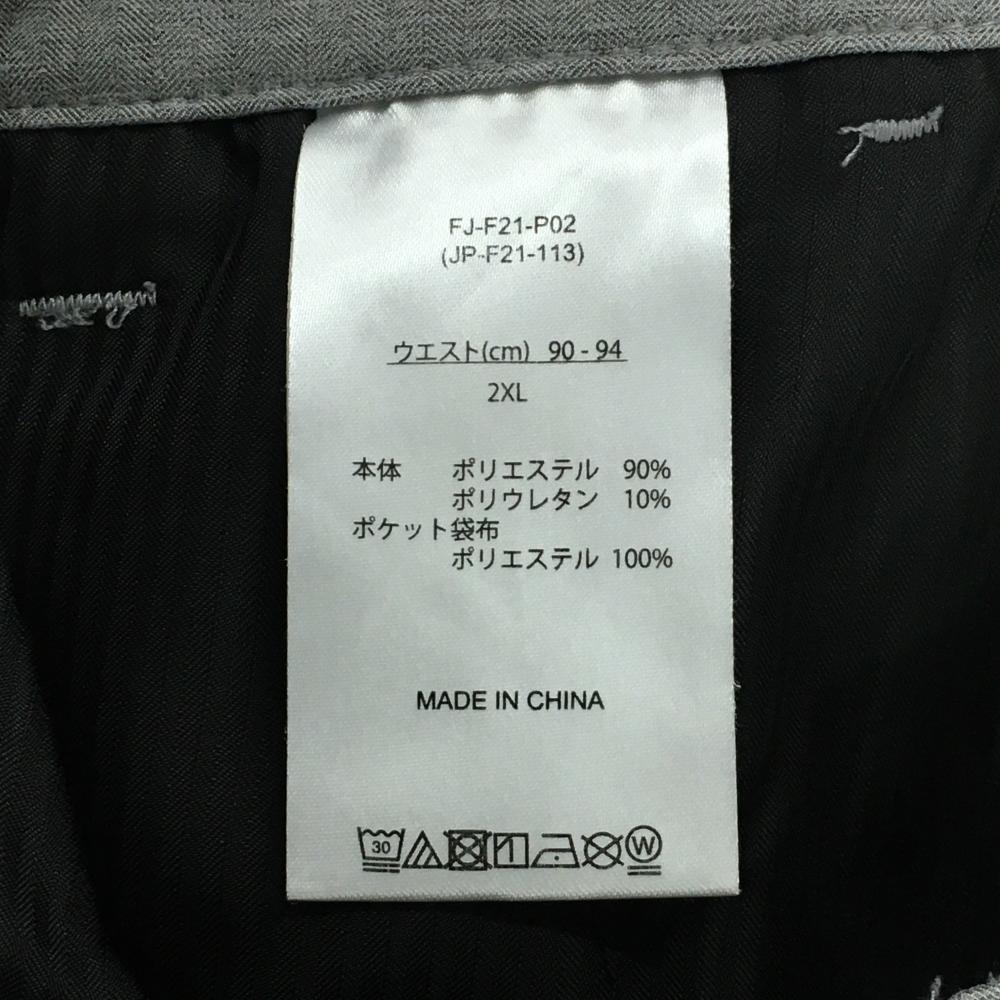 FJ-F21-P02
(JP-F21-113)
ウエスト(cm) 90 - 94
2XL
本体 ポリエステル 90%
ポリウレタン 10%
ポケット袋布
ポリエステル 100%
MADE IN CHINA
30 W